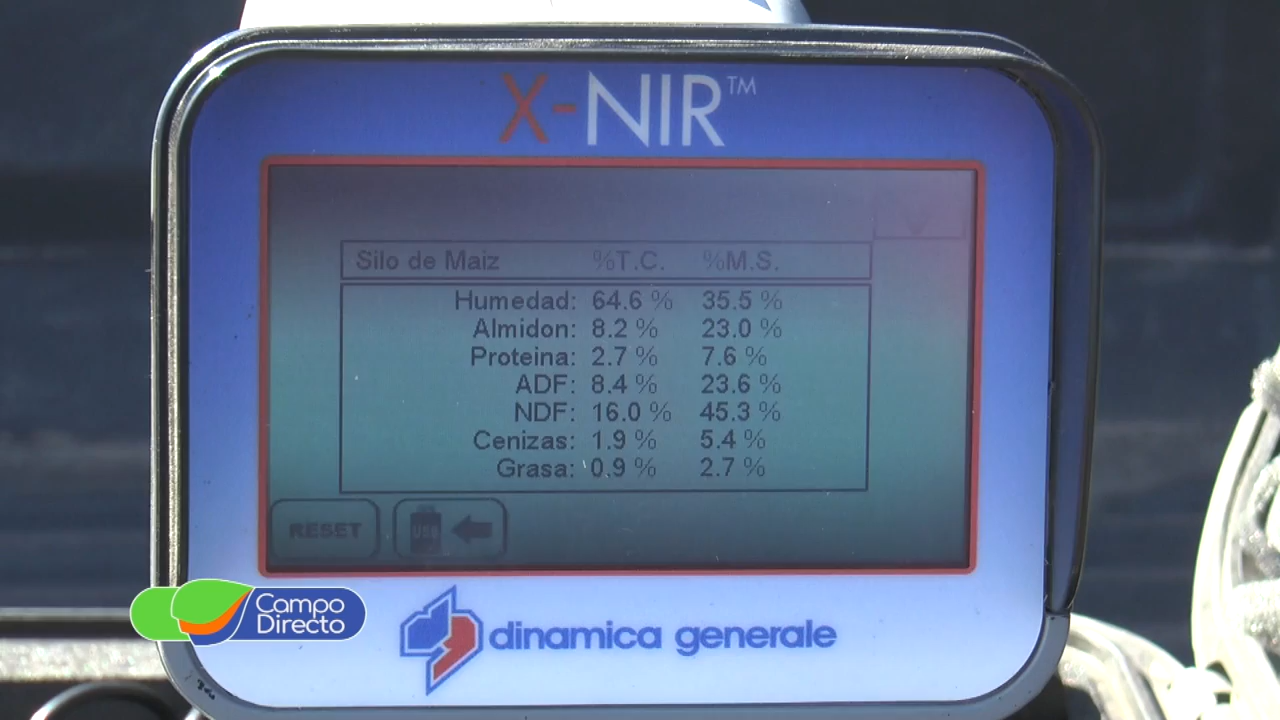 X-NIR™
Silo de Maiz %T.C. %M.S.
Humedad: 64.6 % 35.5 %
Almidon: 8.2 % 23.0 %
Proteina: 2.7 % 7.6 %
ADF: 8.4 % 23.6 %
NDF: 16.0 % 45.3 %
Cenizas: 1.9 % 5.4 %
Grasa: 0.9 % 2.7 %
RESET USB
Campo
Directo
dinamica generale